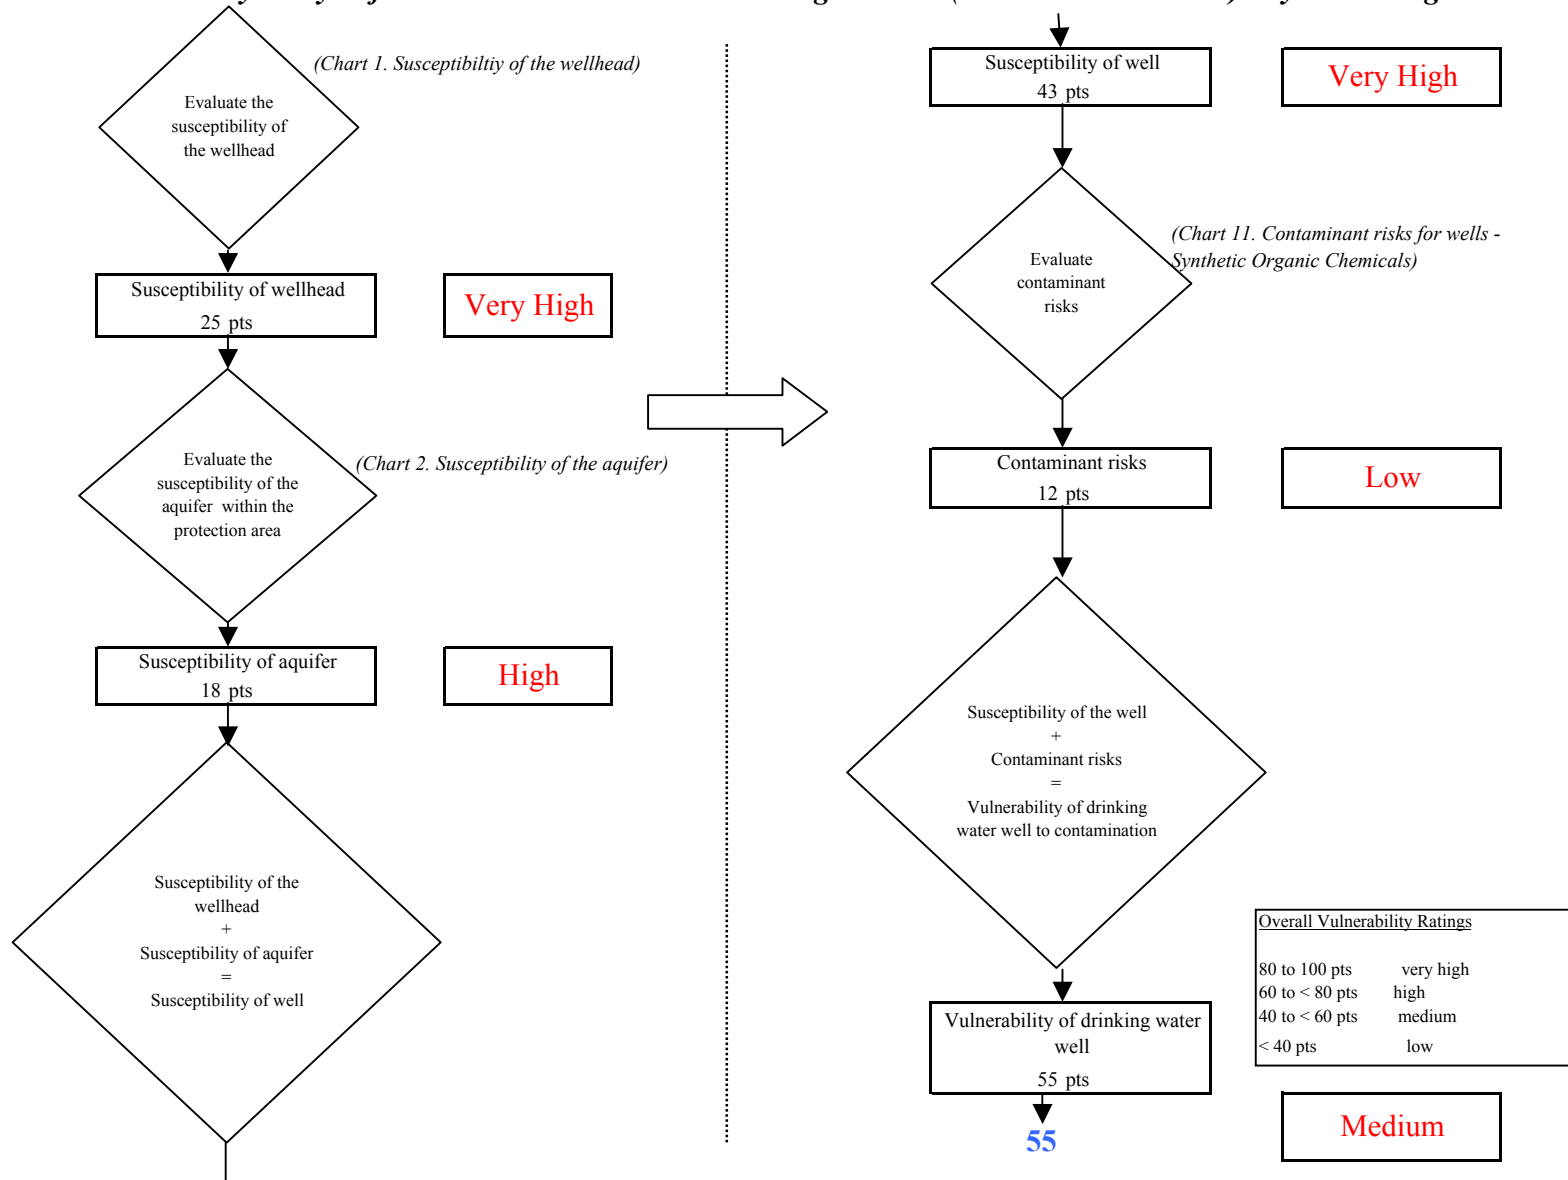 (Chart 1. Susceptibiltiy of the wellhead)
Evaluate the
susceptibility of
the wellhead
Susceptibility of wellhead
25 pts
Very High
Evaluate the
susceptibility of the
aquifer within the
protection area
(Chart 2. Susceptibility of the aquifer)
Susceptibility of aquifer
18 pts
High
Susceptibility of the
wellhead
+
Susceptibility of aquifer
=
Susceptibility of well
Susceptibility of well
43 pts
Very High
Evaluate
contaminant
risks
(Chart 11. Contaminant risks for wells -
Synthetic Organic Chemicals)
Contaminant risks
12 pts
Low
Susceptibility of the well
+
Contaminant risks
=
Vulnerability of drinking
water well to contamination
Overall Vulnerability Ratings
80 to 100 pts very high
60 to < 80 pts high
40 to < 60 pts medium
< 40 pts low
Vulnerability of drinking water
well
55 pts
55
Medium